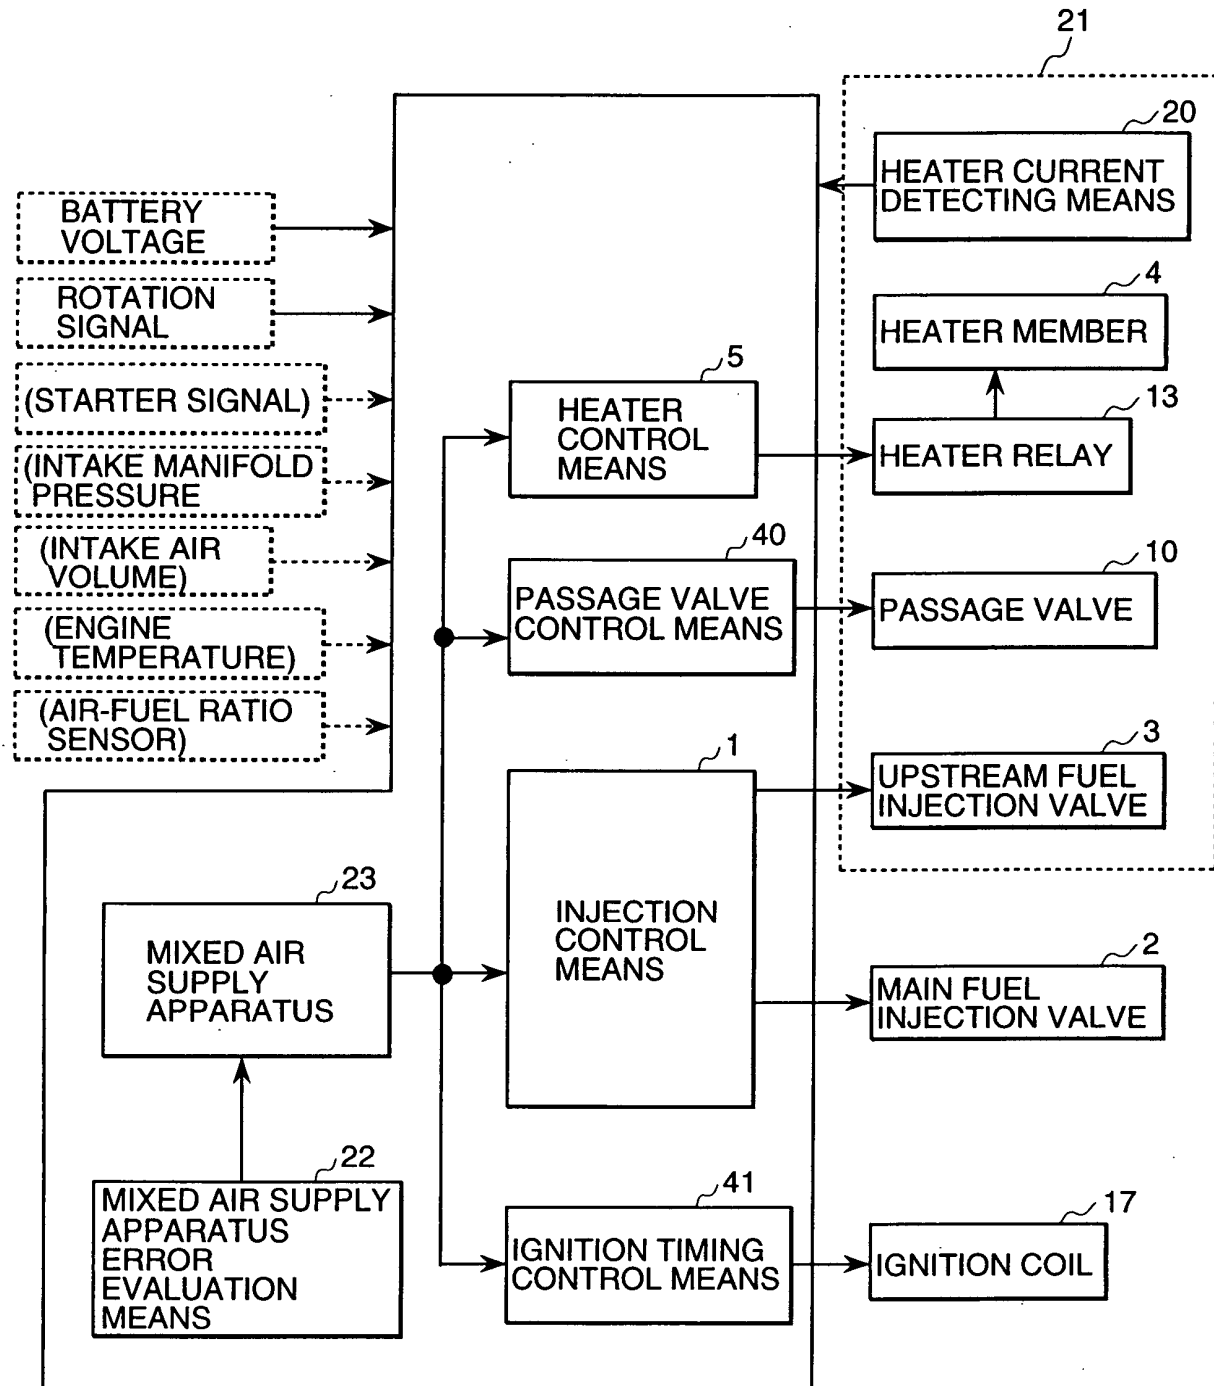 21
20
HEATER CURRENT
DETECTING MEANS
BATTERY
VOLTAGE
ROTATION
SIGNAL
(STARTER SIGNAL)
(INTAKE MANIFOLD
PRESSURE
(INTAKE AIR
VOLUME)
(ENGINE
TEMPERATURE)
(AIR-FUEL RATIO
SENSOR)
4
HEATER MEMBER
5
HEATER
CONTROL
MEANS
13
HEATER RELAY
40
PASSAGE VALVE
CONTROL MEANS
10
PASSAGE VALVE
1
INJECTION
CONTROL
MEANS
3
UPSTREAM FUEL
INJECTION VALVE
23
MIXED AIR
SUPPLY
APPARATUS
2
MAIN FUEL
INJECTION VALVE
22
MIXED AIR SUPPLY
APPARATUS
ERROR
EVALUATION
MEANS
41
IGNITION TIMING
CONTROL MEANS
17
IGNITION COIL